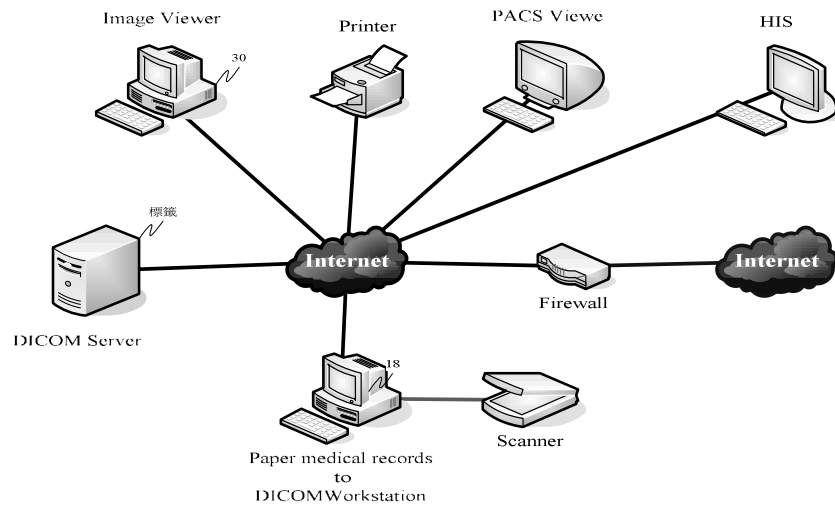 Image Viewer
Printer
PACS Viewe
HIS
30
標籤
Internet
Internet
Firewall
DICOM Server
18
Scanner
Paper medical records
to
DICOMWorkstation